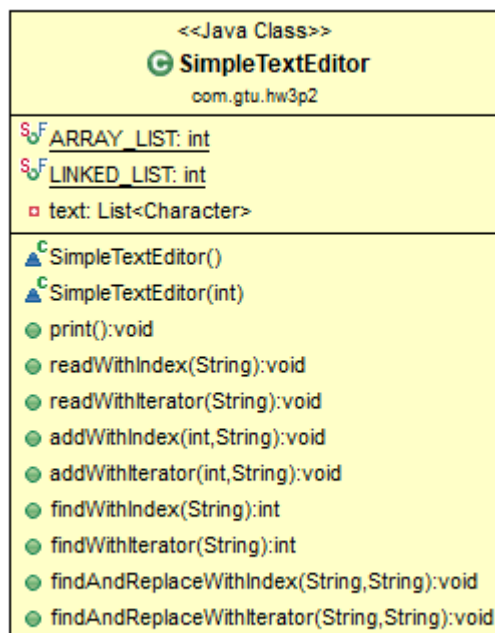 <<Java Class>>
SimpleTextEditor
com.gtu.hw3p2
ARRAY_LIST: int
LINKED_LIST: int
text: List<Character>
SimpleTextEditor()
SimpleTextEditor(int)
print():void
readWithIndex(String):void
readWithIterator(String):void
addWithIndex(int,String):void
addWithIterator(int,String):void
findWithIndex(String):int
findWithIterator(String):int
findAndReplaceWithIndex(String,String):void
findAndReplaceWithIterator(String,String):void